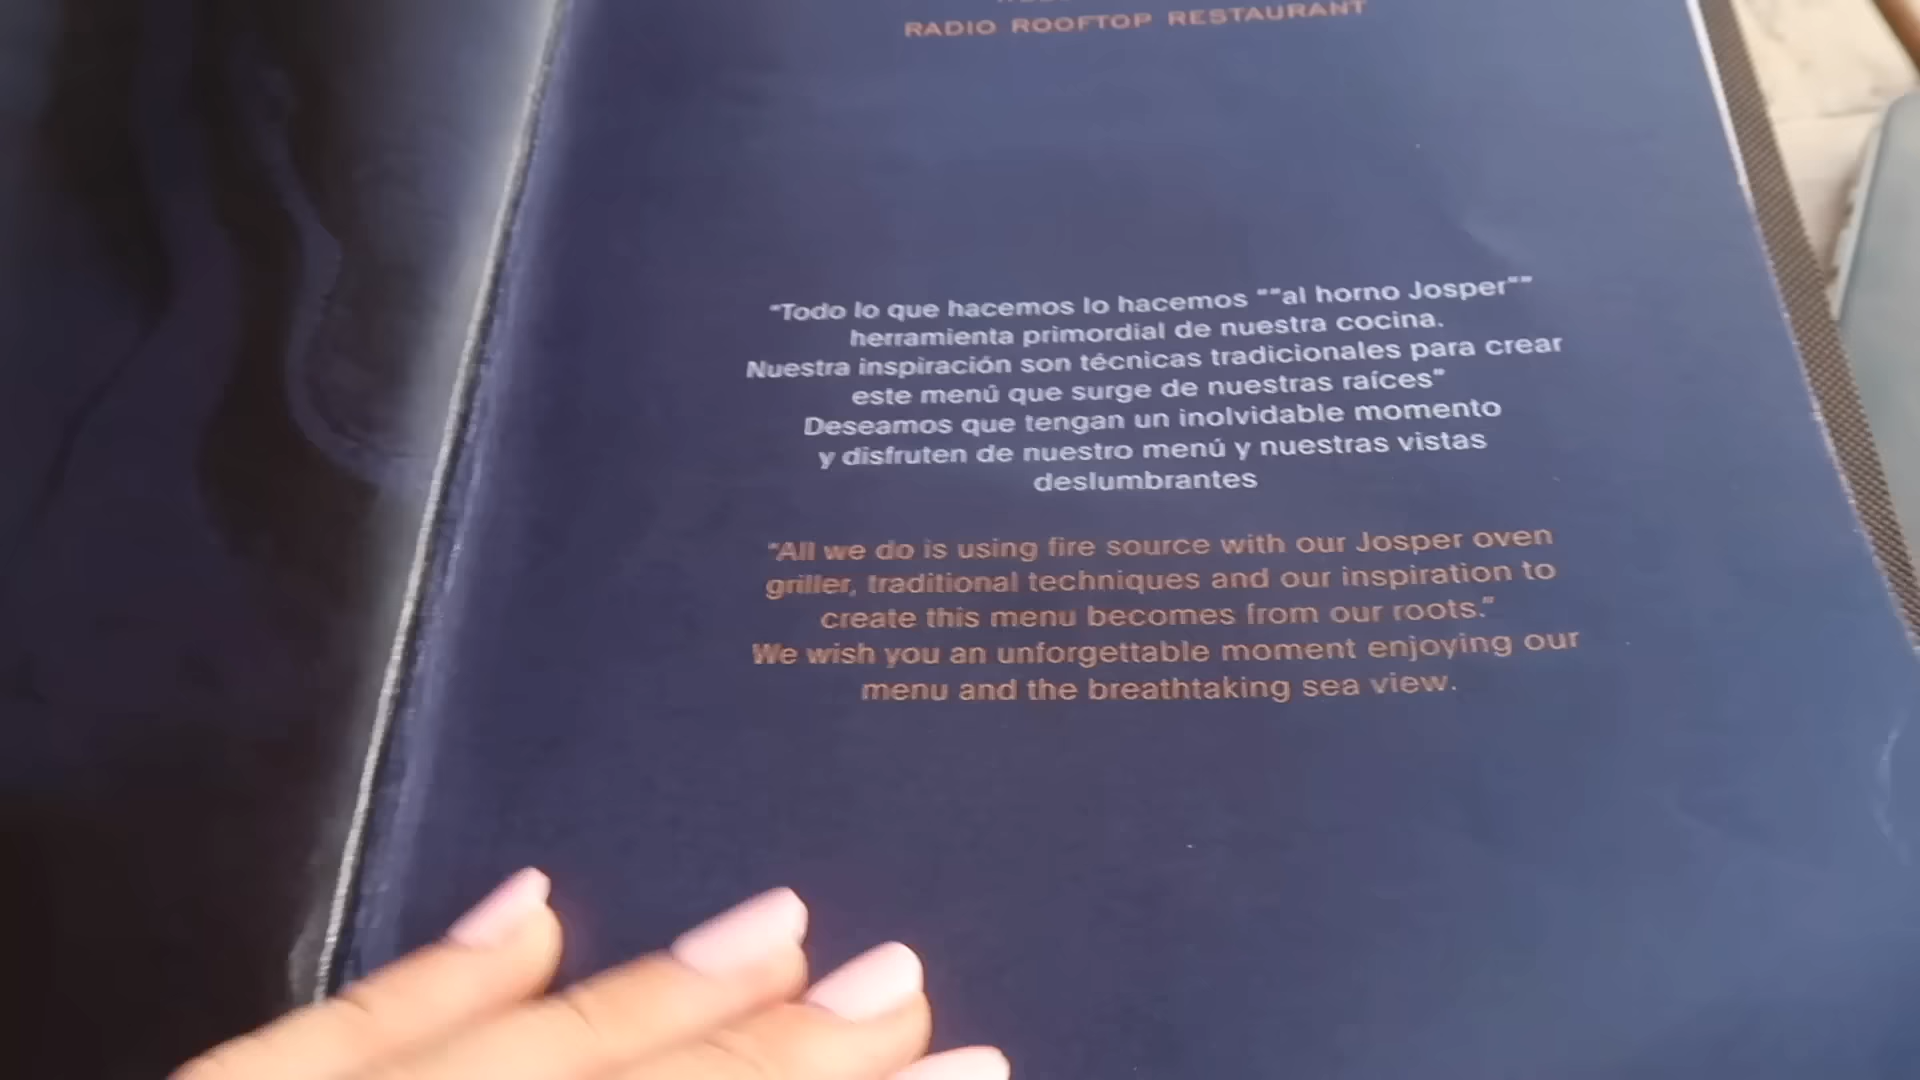 RADIO ROOFTOP RESTAURANT
"Todo lo que hacemos lo hacemos ""al horno Josper""
herramienta primordial de nuestra cocina.
Nuestra inspiración son técnicas tradicionales para crear
este menú que surge de nuestras raíces"
Deseamos que tengan un inolvidable momento
y disfruten de nuestro menú y nuestras vistas
deslumbrantes
"All we do is using fire source with our Josper oven
griller, traditional techniques and our inspiration to
create this menu becomes from our roots."
We wish you an unforgettable moment enjoying our
menu and the breathtaking sea view.